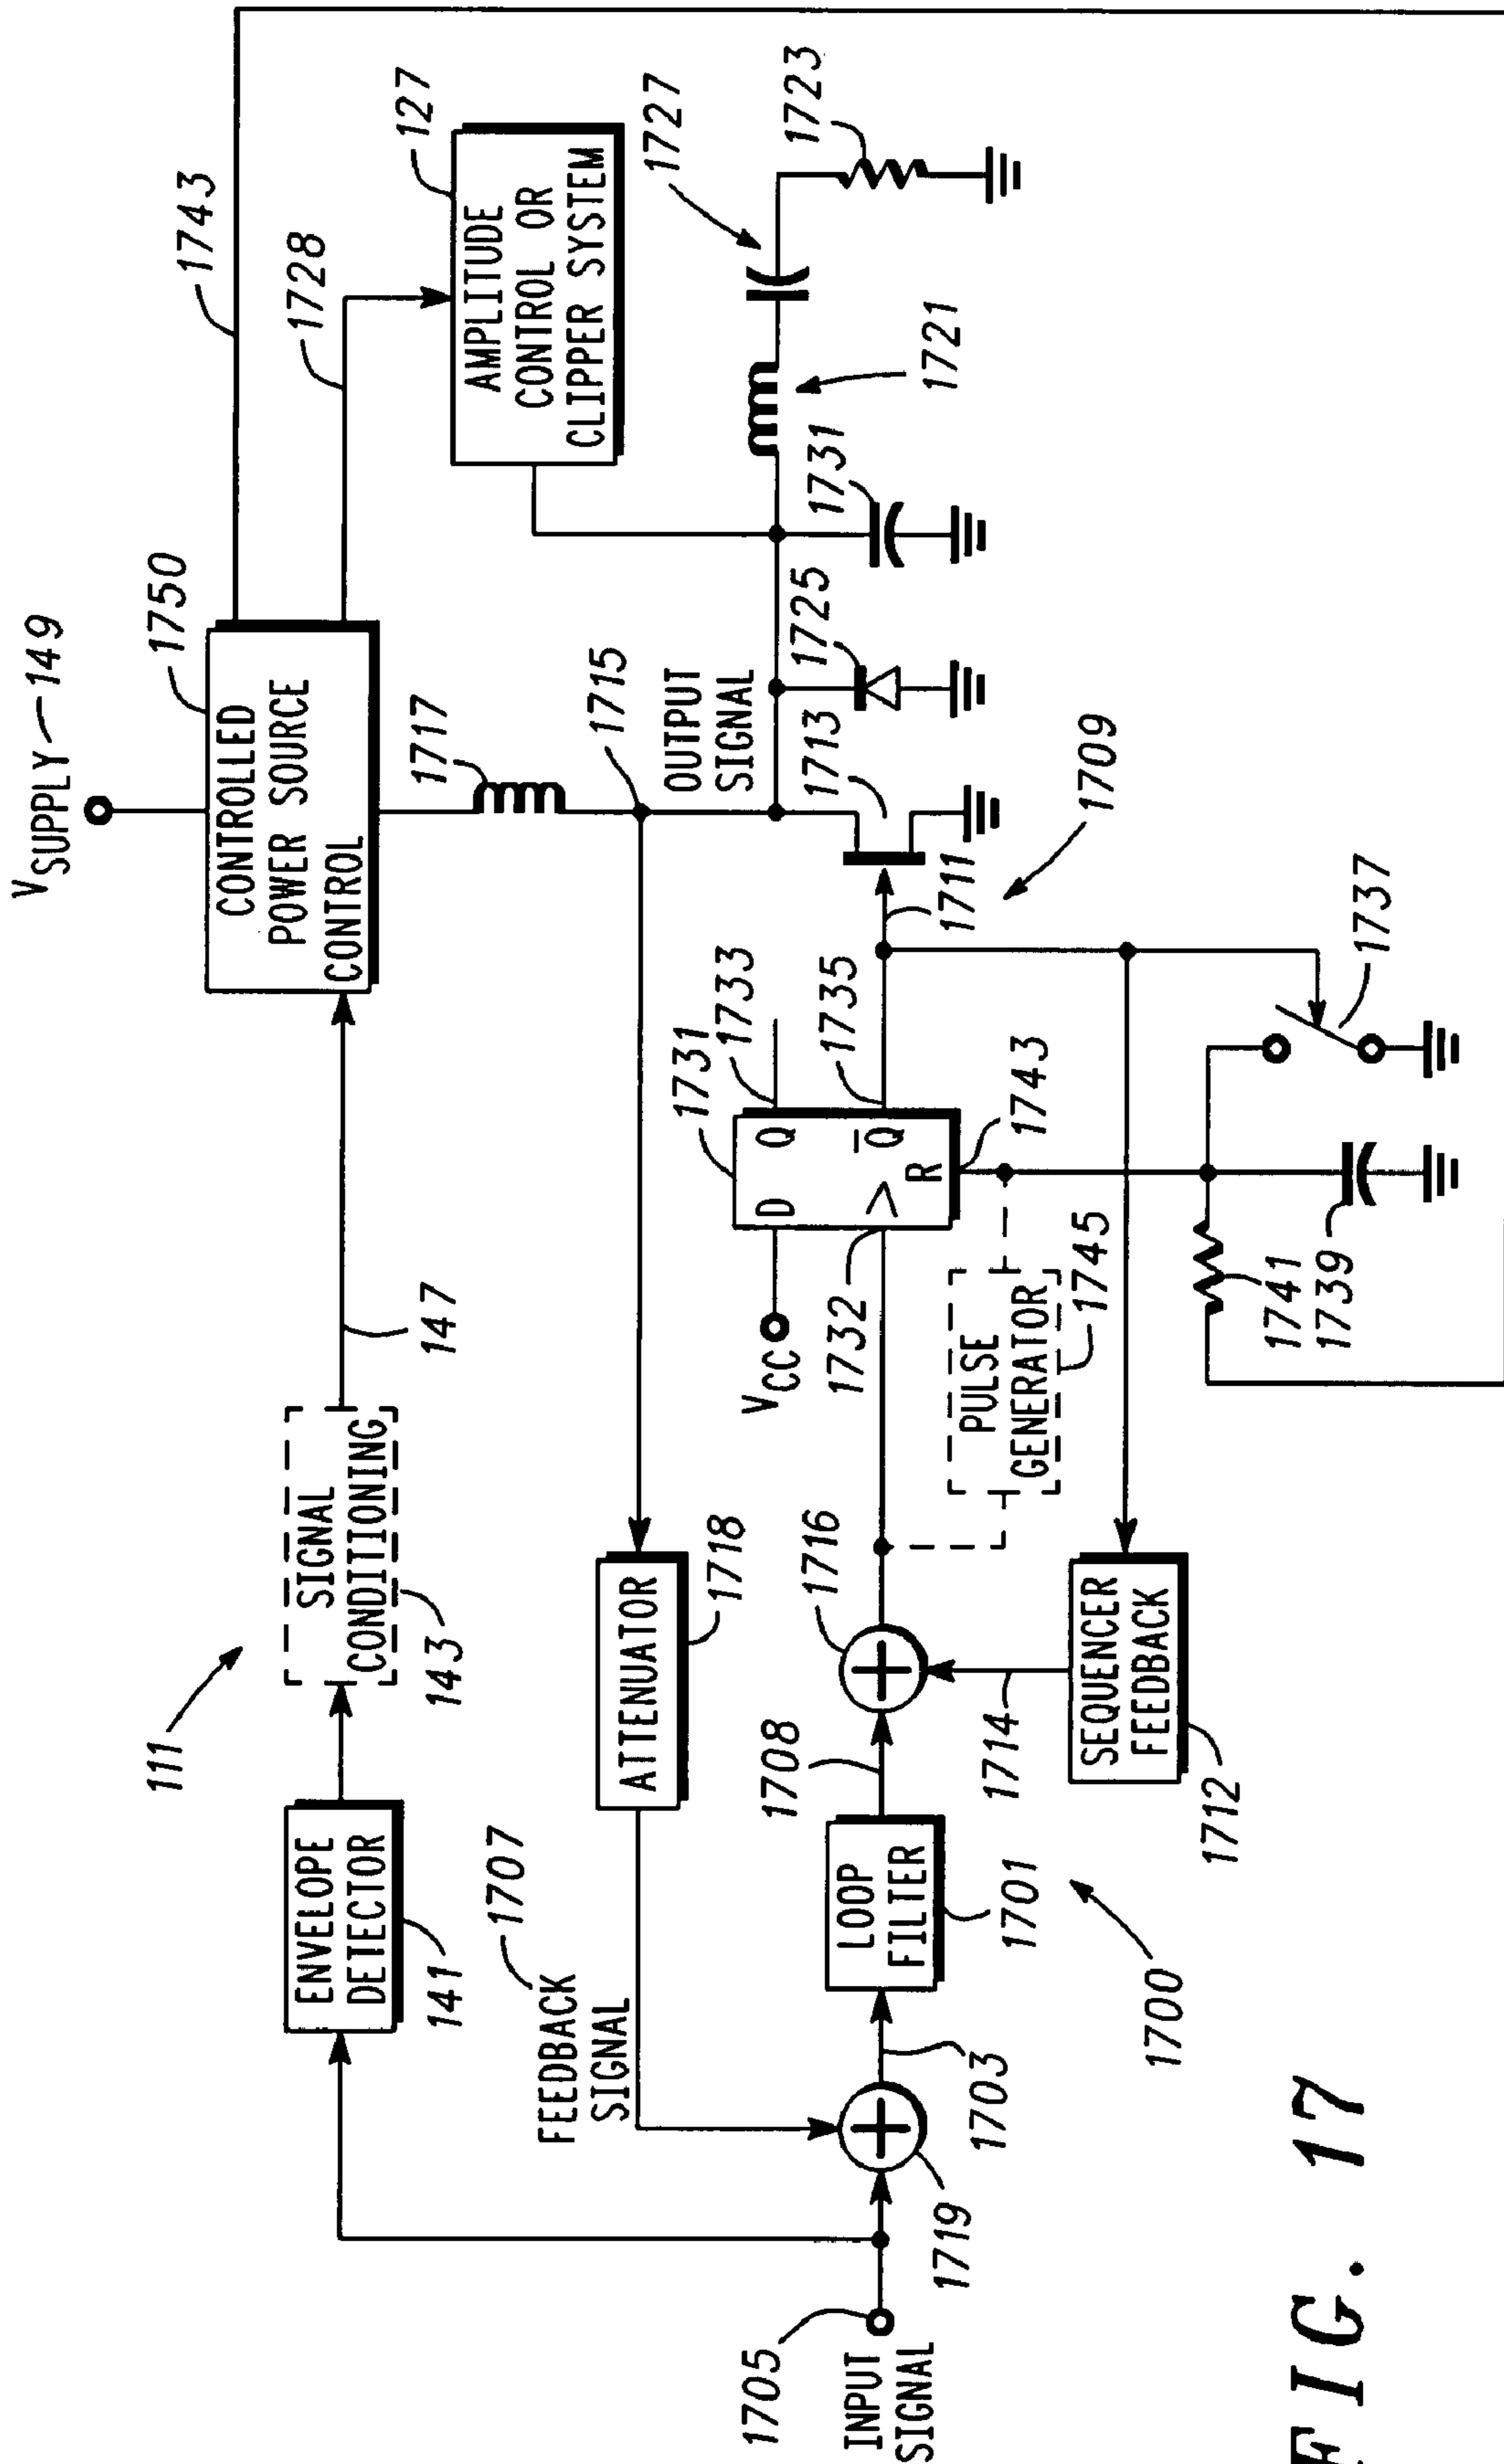 V SUPPLY 149
1743
1750
CONTROLLED
POWER SOURCE
CONTROL
1728
127
AMPLITUDE
CONTROL OR
CLIPPER SYSTEM
111
ENVELOPE
DETECTOR
141
SIGNAL
CONDITIONING
143
147
1717
1715
1727
1723
1721
FEEDBACK
SIGNAL
1707
ATTENUATOR
1718
OUTPUT
SIGNAL
1713
1725
1731
1731
1733
D Q
Q
R
VCC
1732
1735
1743
1711
1709
1705
INPUT
SIGNAL
1719
1703
LOOP
FILTER
1701
1708
1716
1714
PULSE
GENERATOR
1745
SEQUENCER
FEEDBACK
1712
1741
1739
1737
1700
FIG. 17